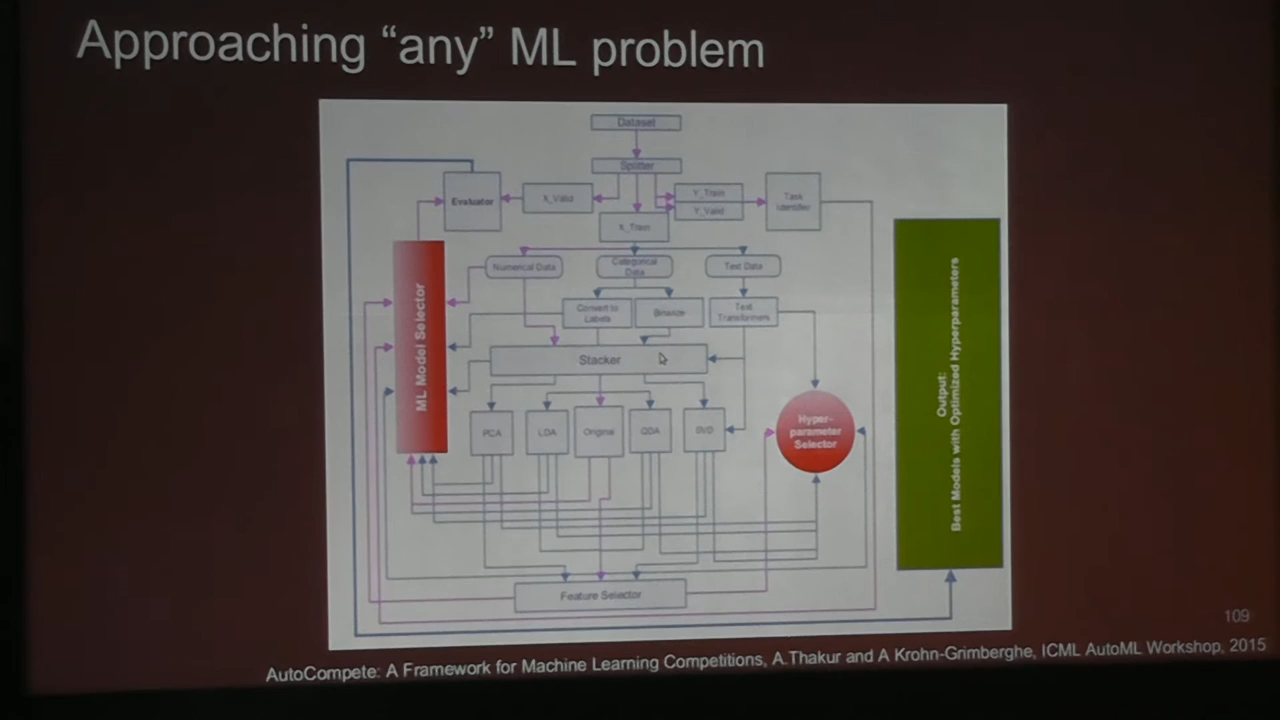 Approaching “any” ML problem
Dataset
Splitter
Evaluator
X_Valid
Y_Train
Y_Valid
Task
Identifier
X_Train
Numerical Data
Categorical
Data
Text Data
Convert to
Labels
Binarize
Text
Transformers
ML Model Selector
Stacker
PCA
LDA
Original
QDA
SVD
Hyper-
parameter
Selector
Output:
Best Models with Optimized Hyperparameters
Feature Selector
109
AutoCompete: A Framework for Machine Learning Competitions, A.Thakur and A Krohn-Grimberghe, ICML AutoML Workshop, 2015